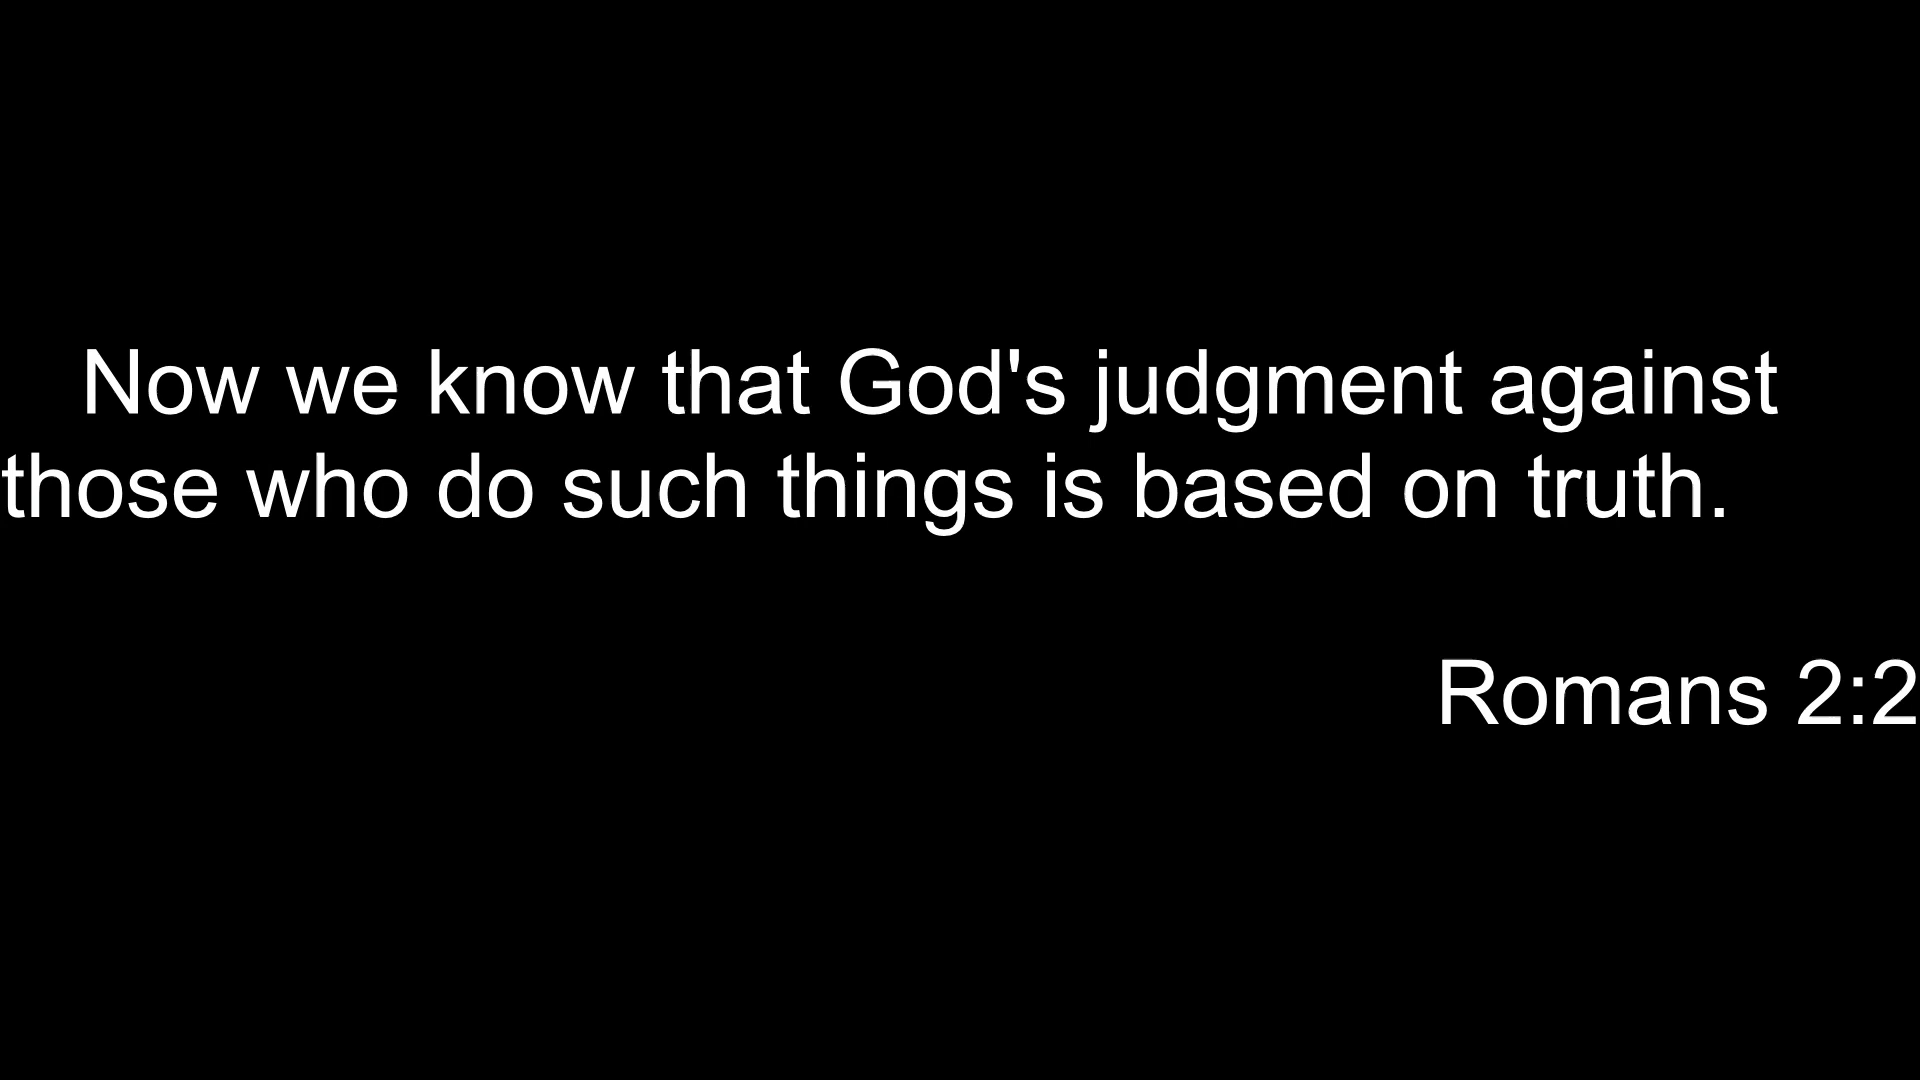 Now we know that God's judgment against
those who do such things is based on truth.
Romans 2:2